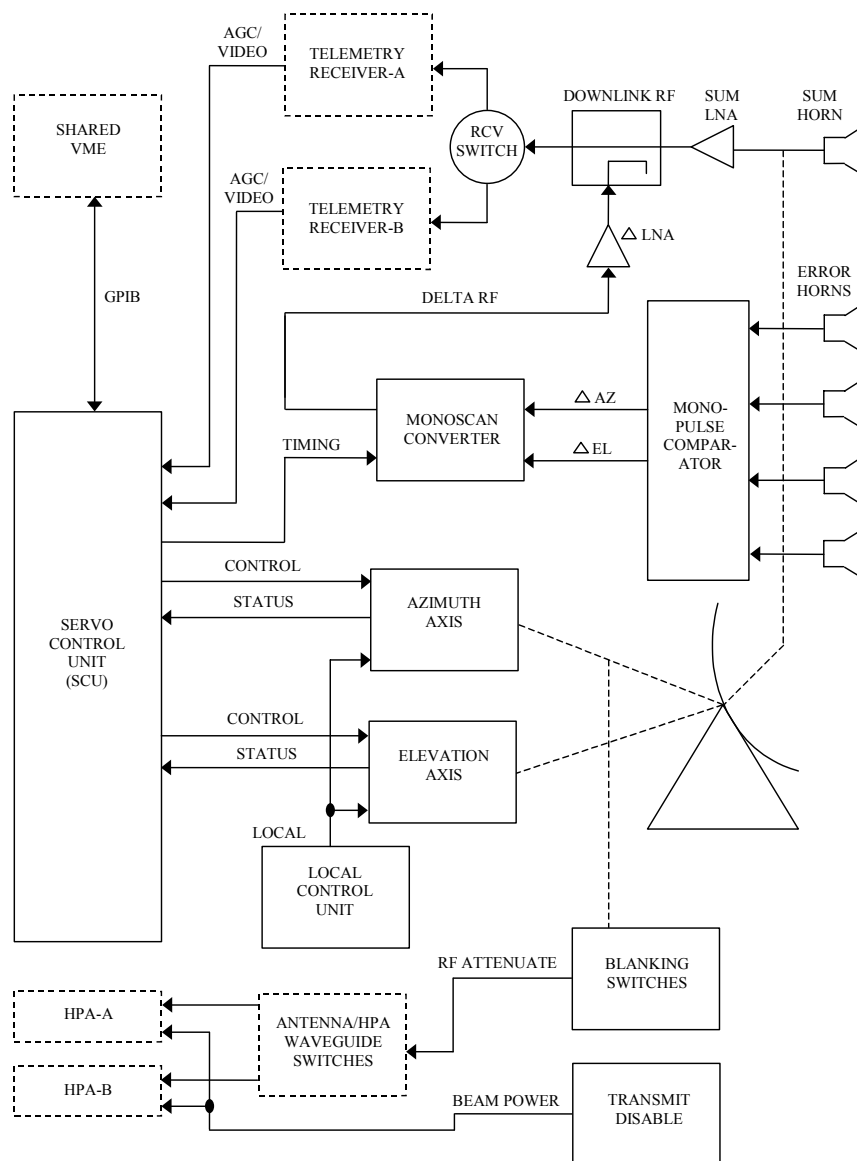 AGC/
VIDEO
TELEMETRY
RECEIVER-A
DOWNLINK RF
SUM
LNA
SUM
HORN
SHARED
VME
RCV
SWITCH
AGC/
VIDEO
TELEMETRY
RECEIVER-B
△ LNA
GPIB
DELTA RF
ERROR
HORNS
MONOSCAN
CONVERTER
△ AZ
△ EL
MONO-
PULSE
COMPAR-
ATOR
TIMING
CONTROL
STATUS
AZIMUTH
AXIS
SERVO
CONTROL
UNIT
(SCU)
CONTROL
STATUS
ELEVATION
AXIS
LOCAL
LOCAL
CONTROL
UNIT
RF ATTENUATE
BLANKING
SWITCHES
HPA-A
ANTENNA/HPA
WAVEGUIDE
SWITCHES
HPA-B
BEAM POWER
TRANSMIT
DISABLE